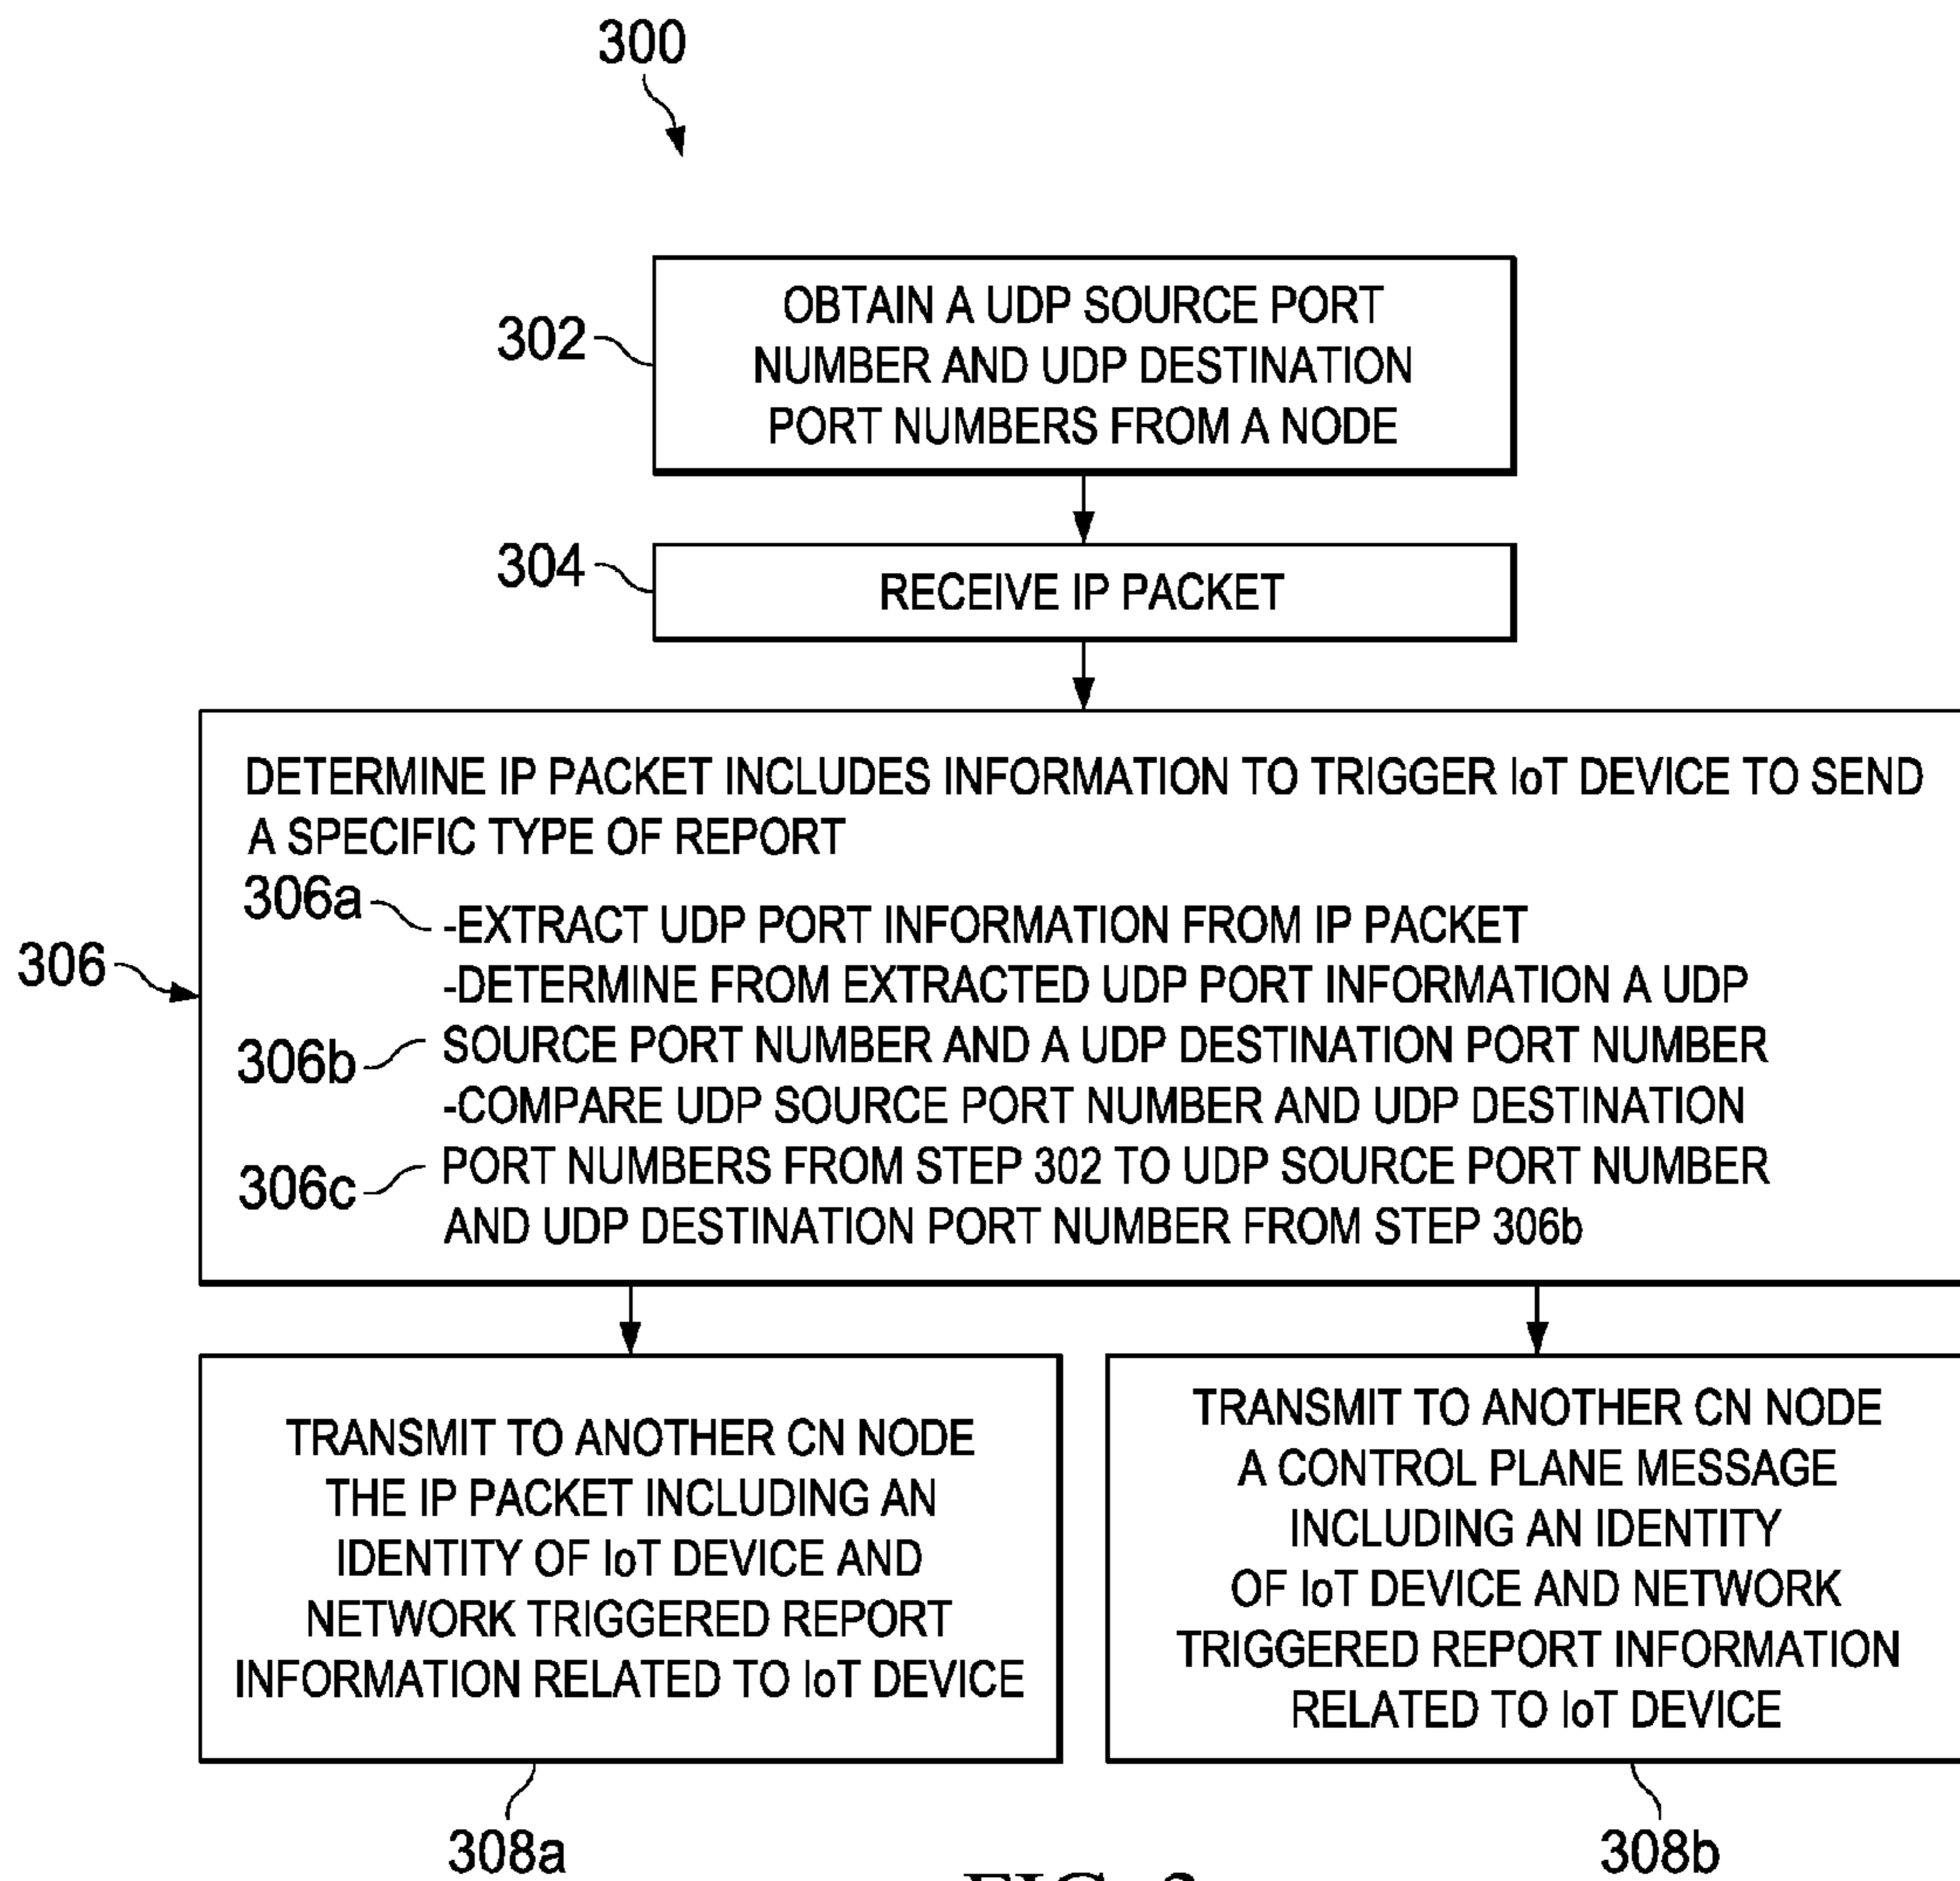 300
302
OBTAIN A UDP SOURCE PORT
NUMBER AND UDP DESTINATION
PORT NUMBERS FROM A NODE
304
RECEIVE IP PACKET
306
DETERMINE IP PACKET INCLUDES INFORMATION TO TRIGGER IoT DEVICE TO SEND
A SPECIFIC TYPE OF REPORT
306a
-EXTRACT UDP PORT INFORMATION FROM IP PACKET
-DETERMINE FROM EXTRACTED UDP PORT INFORMATION A UDP
306b
SOURCE PORT NUMBER AND A UDP DESTINATION PORT NUMBER
-COMPARE UDP SOURCE PORT NUMBER AND UDP DESTINATION
306c
PORT NUMBERS FROM STEP 302 TO UDP SOURCE PORT NUMBER
AND UDP DESTINATION PORT NUMBER FROM STEP 306b
TRANSMIT TO ANOTHER CN NODE
THE IP PACKET INCLUDING AN
IDENTITY OF IoT DEVICE AND
NETWORK TRIGGERED REPORT
INFORMATION RELATED TO IoT DEVICE
308a
TRANSMIT TO ANOTHER CN NODE
A CONTROL PLANE MESSAGE
INCLUDING AN IDENTITY
OF IoT DEVICE AND NETWORK
TRIGGERED REPORT INFORMATION
RELATED TO IoT DEVICE
308b